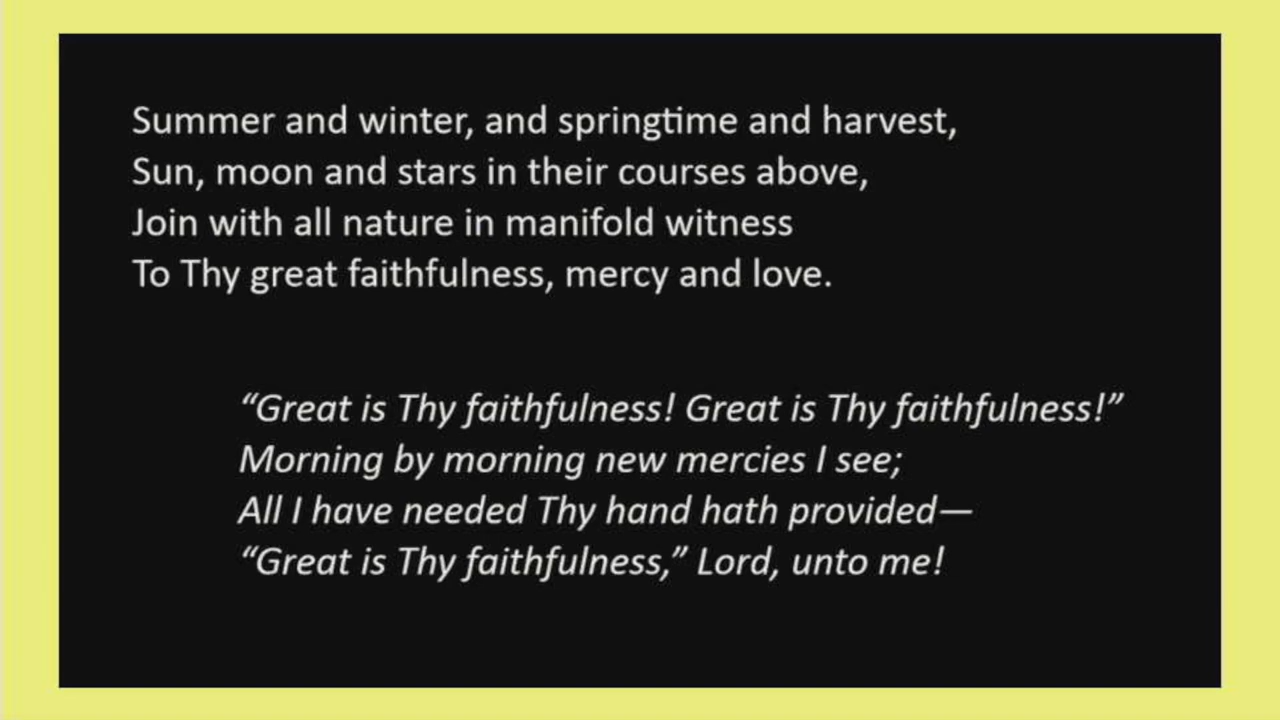 Summer and winter, and springtime and harvest,
Sun, moon and stars in their courses above,
Join with all nature in manifold witness
To Thy great faithfulness, mercy and love.
“Great is Thy faithfulness! Great is Thy faithfulness!”
Morning by morning new mercies I see;
All I have needed Thy hand hath provided—
“Great is Thy faithfulness,” Lord, unto me!